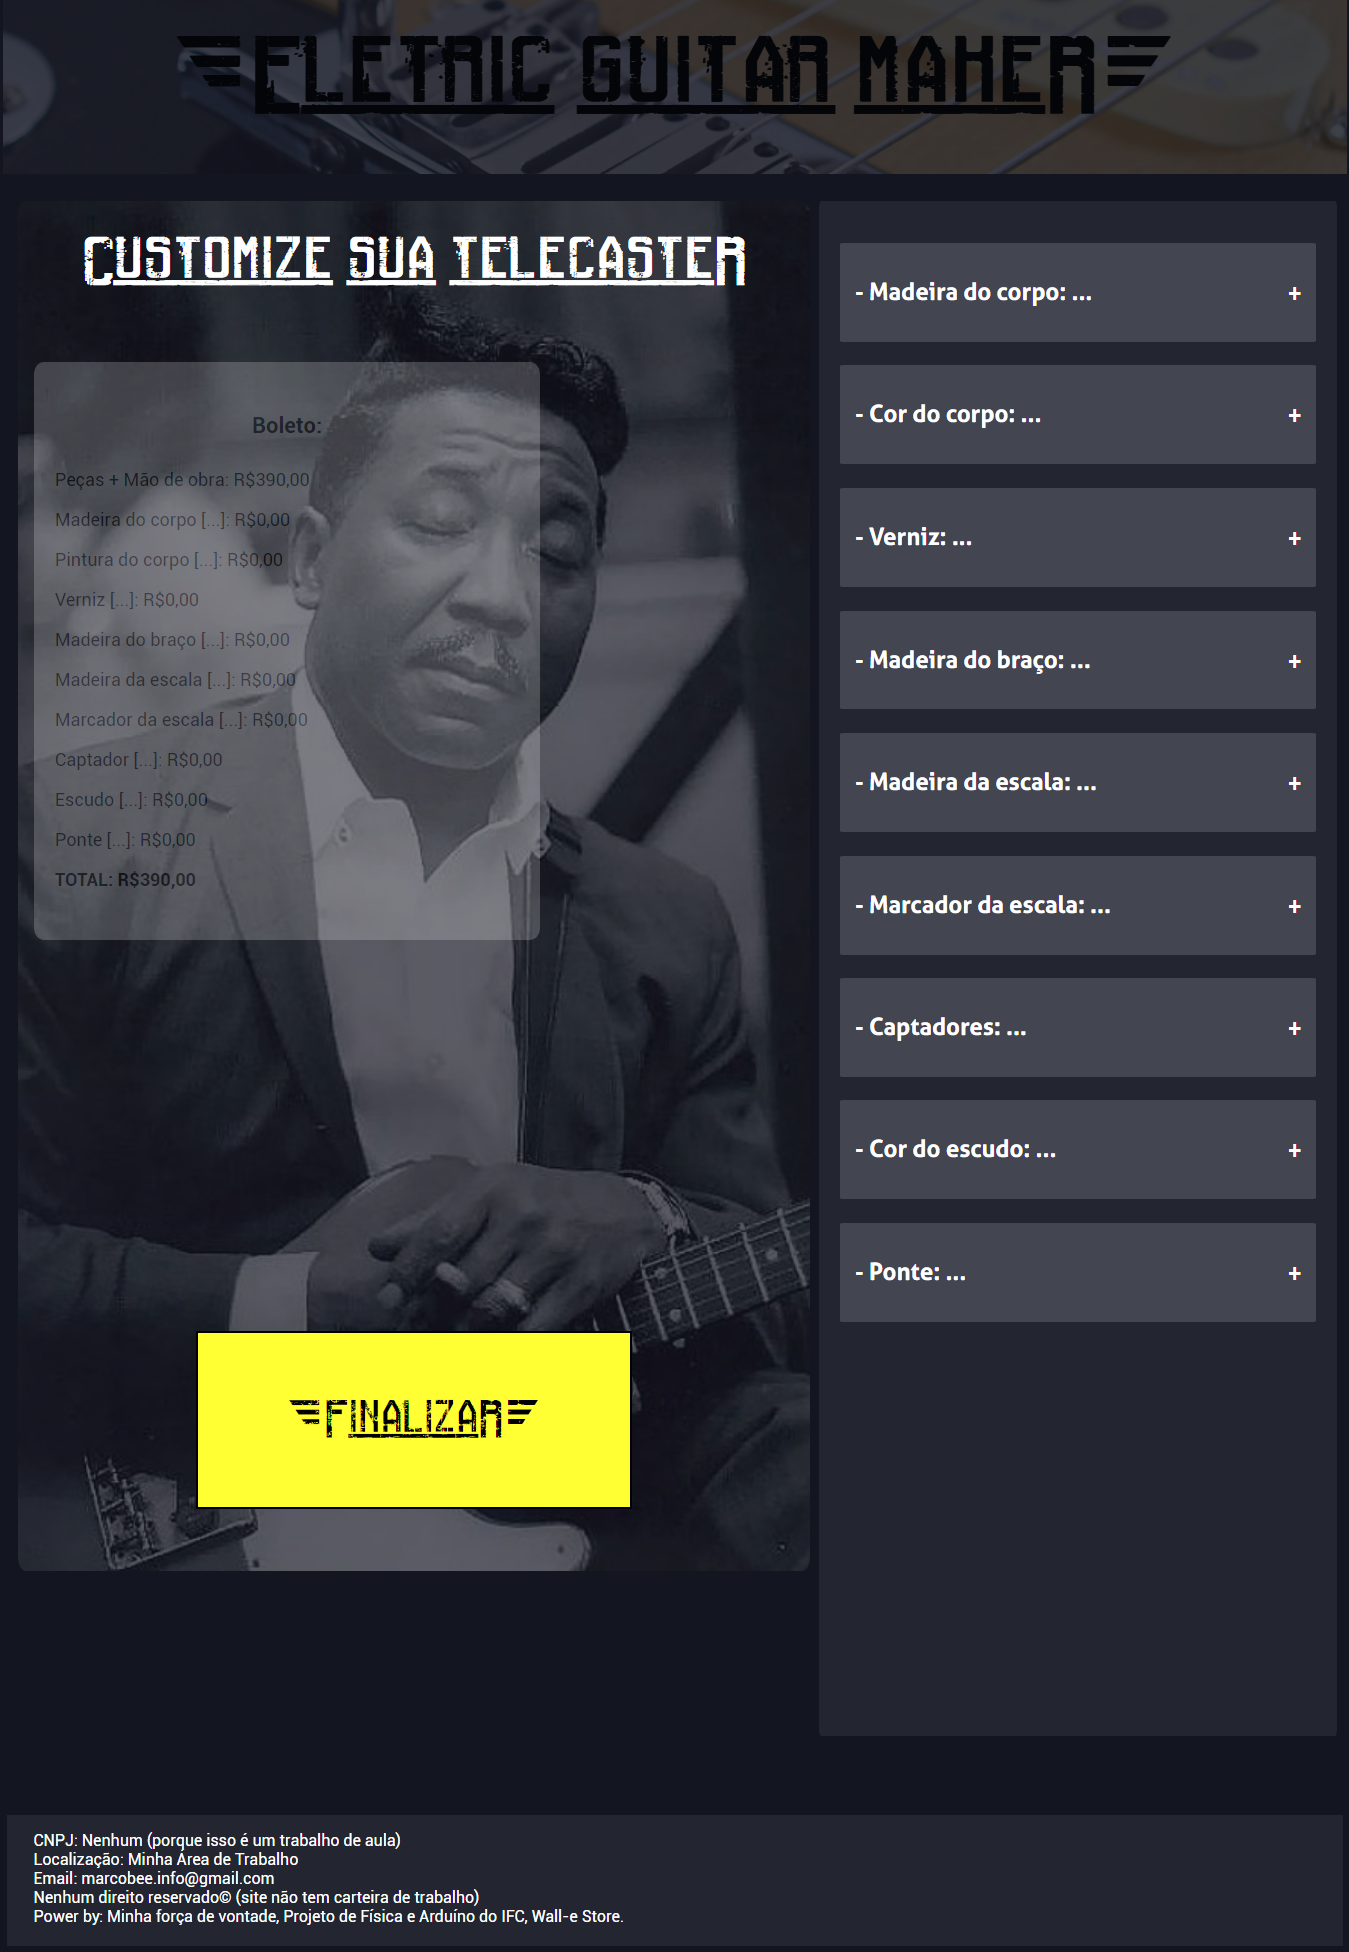 ELETRIC GUITAR MAKER
CUSTOMIZE SUA TELECASTER
Boleto:
Peças + Mão de obra: R$390,00
Madeira do corpo [...]: R$0,00
Pintura do corpo [...]: R$0,00
Verniz [...]: R$0,00
Madeira do braço [...]: R$0,00
Madeira da escala [...]: R$0,00
Marcador da escala [...]: R$0,00
Captador [...]: R$0,00
Escudo [...]: R$0,00
Ponte [...]: R$0,00
TOTAL: R$390,00
FINALIZAR
- Madeira do corpo: ... +
- Cor do corpo: ... +
- Verniz: ... +
- Madeira do braço: ... +
- Madeira da escala: ... +
- Marcador da escala: ... +
- Captadores: ... +
- Cor do escudo: ... +
- Ponte: ... +
CNPJ: Nenhum (porque isso é um trabalho de aula)
Localização: Minha Área de Trabalho
Email: marcobee.info@gmail.com
Nenhum direito reservado© (site não tem carteira de trabalho)
Power by: Minha força de vontade, Projeto de Física e Arduíno do IFC, Wall-e Store.